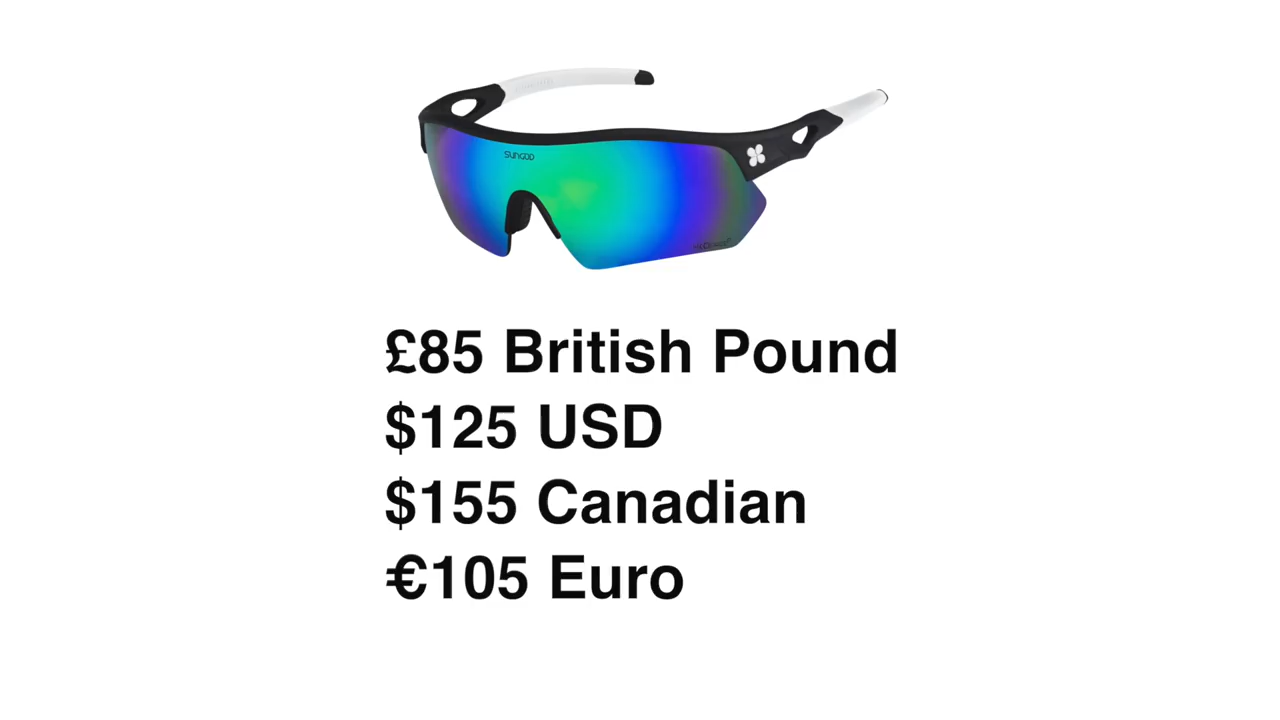 SUNGOD
£85 British Pound
$125 USD
$155 Canadian
€105 Euro